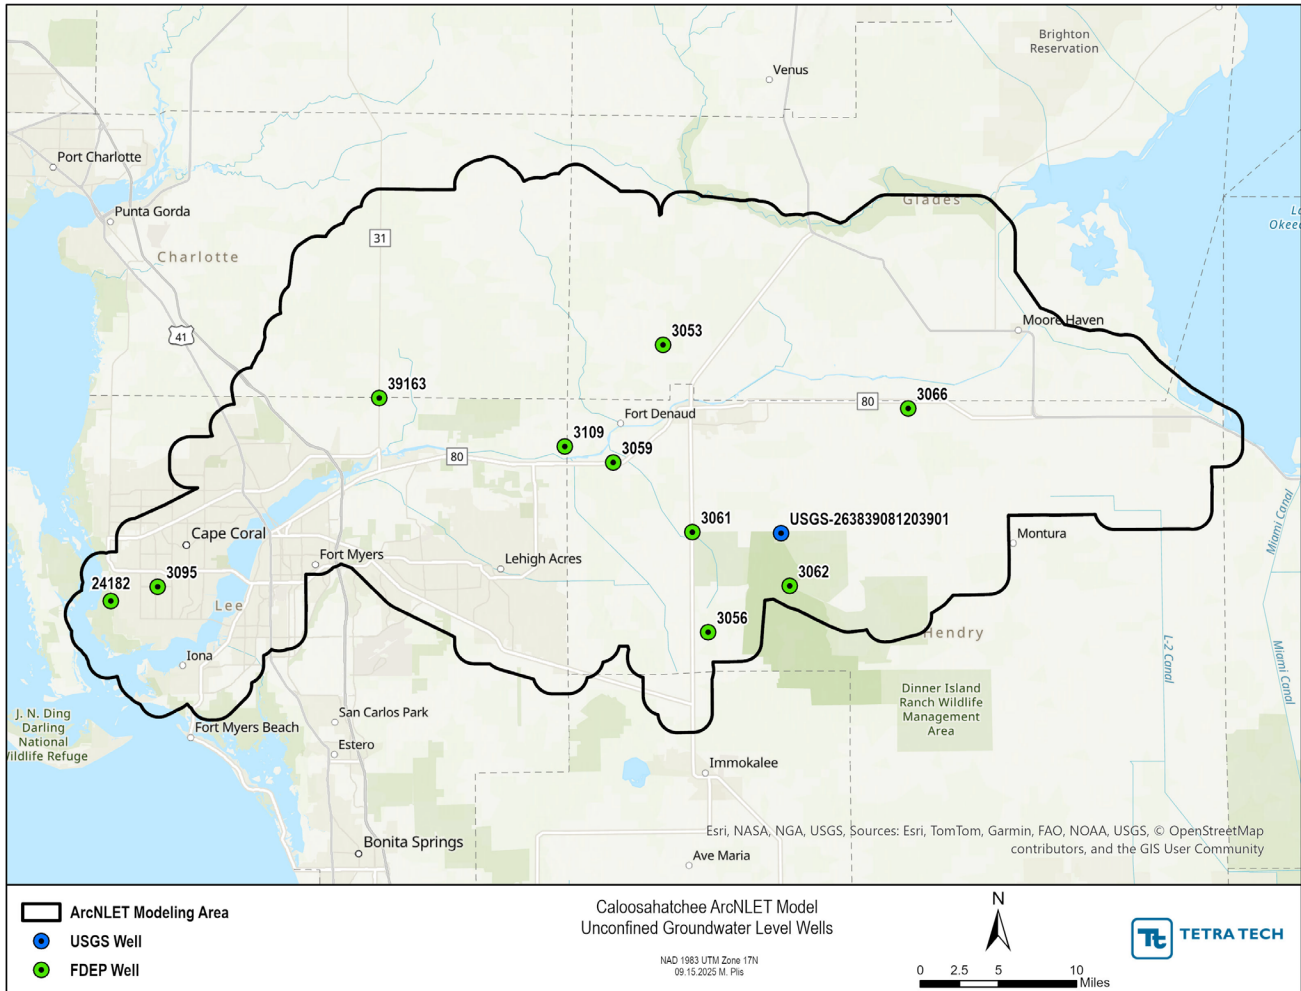 Brighton
Reservation
Venus
Port Charlotte
Punta Gorda
Glades
Okeec
31
Charlotte
41
Moore Haven
3053
39163
3066
80
Fort Denaud
3109
3059
80
3061
USGS-263839081203901
Miami Canal
Cape Coral
Montura
Fort Myers
Lehigh Acres
24182
3095
3062
Lee
3056
Hendry
L-2 Canal
Iona
Miami Canal
Dinner Island
Ranch Wildlife
Management
Area
J. N. Ding
Darling
National
Wildlife Refuge
San Carlos Park
Fort Myers Beach
Estero
Immokalee
Bonita Springs
Esri, NASA, NGA, USGS, Sources: Esri, TomTom, Garmin, FAO, NOAA, USGS, © OpenStreetMap
contributors, and the GIS User Community
Ave Maria
ArcNLET Modeling Area
USGS Well
FDEP Well
Caloosahatchee ArcNLET Model
Unconfined Groundwater Level Wells
NAD 1983 UTM Zone 17N
09.15.2025 M. Plis
N
0 2.5 5 10
Miles
Tt
TETRA TECH